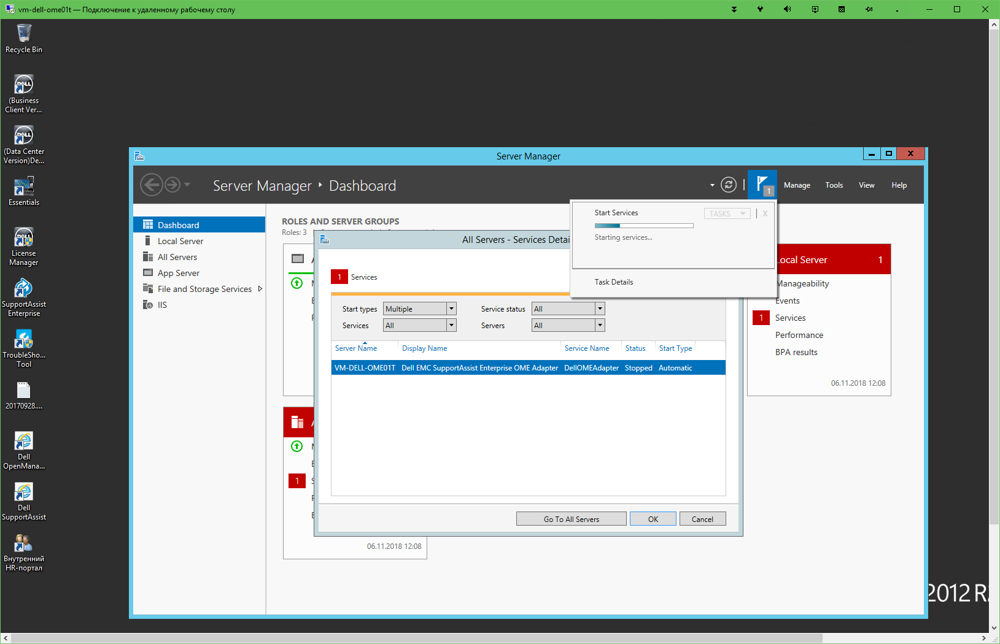 vm-dell-ome01t — Подключение к удаленному рабочему столу
Recycle Bin
(Business
Client Ver...
(Data Center
Version)De...
Essentials
License
Manager
SupportAssist
Enterprise
TroubleSho...
Tool
20170928....
Dell
OpenMana...
Dell
SupportAssist
Внутренний
HR-портал
Server Manager
Server Manager
Dashboard
1
Manage
Tools
View
Help
Dashboard
Local Server
All Servers
App Server
File and Storage Services
IIS
ROLES AND SERVER GROUPS
Roles: 3
Start Services
TASKS
X
Starting services...
Task Details
All Servers - Services Detai
1
Services
Start types
Multiple
Service status
All
Services
All
Servers
All
Server Name
Display Name
Service Name
Status
Start Type
VM-DELL-OME01T
Dell EMC SupportAssist Enterprise OME Adapter
DellOMEAdapter
Stopped
Automatic
Go To All Servers
OK
Cancel
Local Server
1
Manageability
Events
1
Services
Performance
BPA results
06.11.2018 12:08
1
06.11.2018 12:08
2012 R